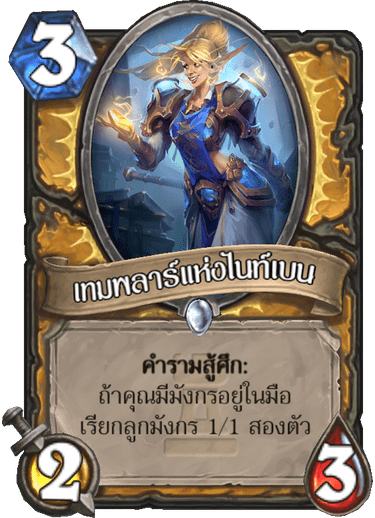 3
เทมพลาร์แห่งไนท์เบน
คำรามสู้ศึก:
ถ้าคุณมีมังกรอยู่ในมือ
เรียกลูกมังกร 1/1 สองตัว
2
3